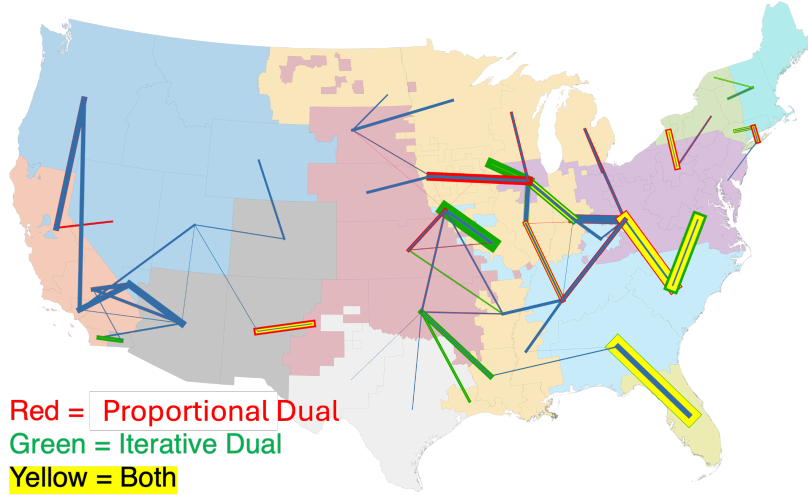 Red = Proportional Dual
Green = Iterative Dual
Yellow = Both